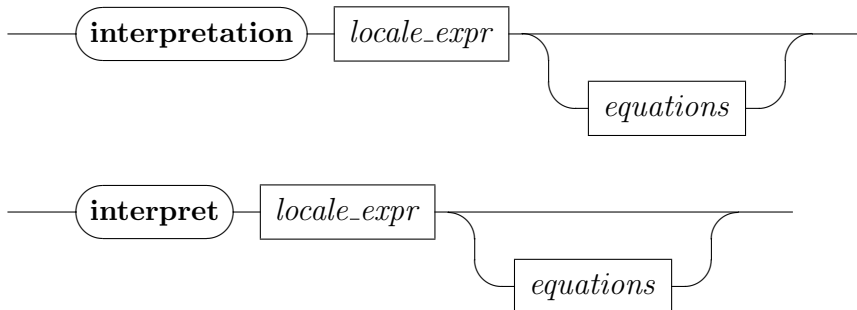 interpretation locale_expr
equations
interpret locale_expr
equations